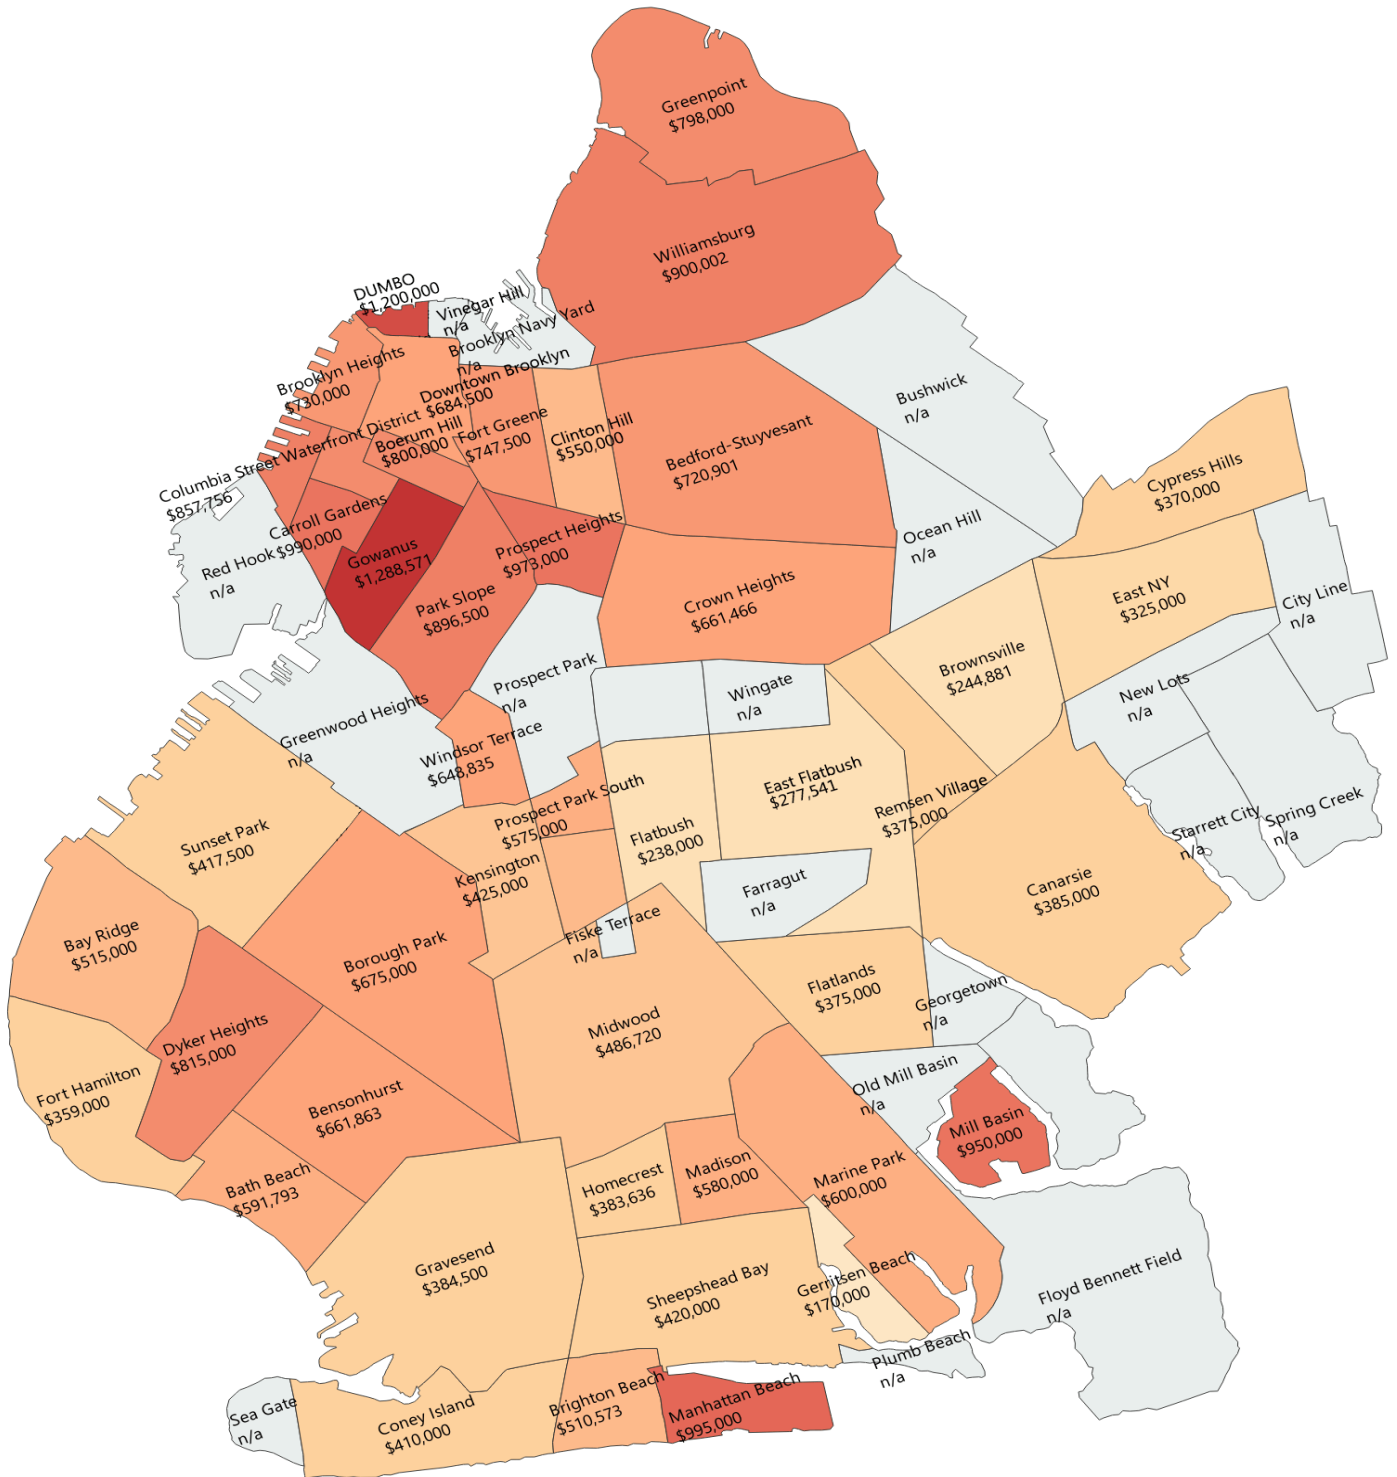 Greenpoint
$798,000
Williamsburg
$900,002
DUMBO
$1,200,000
Vinegar Hill
n/a
Brooklyn Navy Yard
n/a
Brooklyn Heights
$730,000
Downtown Brooklyn
$684,500
Columbia Street Waterfront District
$857,756
Boerum Hill
$800,000
Fort Greene
$747,500
Clinton Hill
$550,000
Bedford-Stuyvesant
$720,901
Bushwick
n/a
Cypress Hills
$370,000
Ocean Hill
n/a
Carroll Gardens
$990,000
Red Hook
n/a
Gowanus
$1,288,571
Prospect Heights
$973,000
Park Slope
$896,500
Crown Heights
$661,466
East NY
$325,000
City Line
n/a
Brownsville
$244,881
New Lots
n/a
Prospect Park
n/a
Wingate
n/a
Greenwood Heights
n/a
Windsor Terrace
$648,835
East Flatbush
$277,541
Remsen Village
$375,000
Prospect Park South
$575,000
Starrett City
n/a
Spring Creek
n/a
Sunset Park
$417,500
Flatbush
$238,000
Kensington
$425,000
Farragut
n/a
Canarsie
$385,000
Bay Ridge
$515,000
Fiske Terrace
n/a
Borough Park
$675,000
Flatlands
$375,000
Georgetown
n/a
Dyker Heights
$815,000
Midwood
$486,720
Fort Hamilton
$359,000
Bensonhurst
$661,863
Old Mill Basin
n/a
Mill Basin
$950,000
Bath Beach
$591,793
Homecrest
$383,636
Madison
$580,000
Marine Park
$600,000
Gravesend
$384,500
Sheepshead Bay
$420,000
Gerritsen Beach
$170,000
Floyd Bennett Field
n/a
Plumb Beach
n/a
Sea Gate
n/a
Coney Island
$410,000
Brighton Beach
$510,573
Manhattan Beach
$995,000